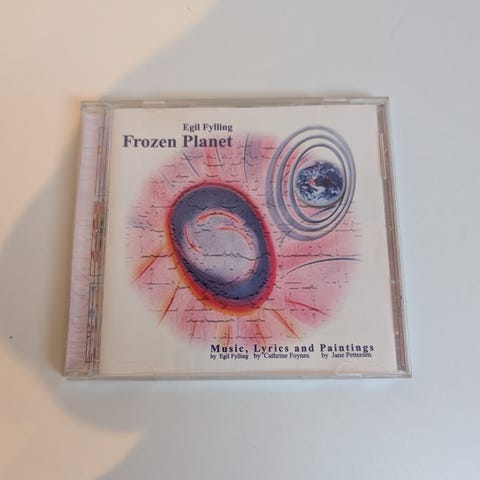 Egil Fylling
Frozen Planet
Music, Lyrics and Paintings
by Egil Fylling by Cathrine Foynes by Jane Pettersen